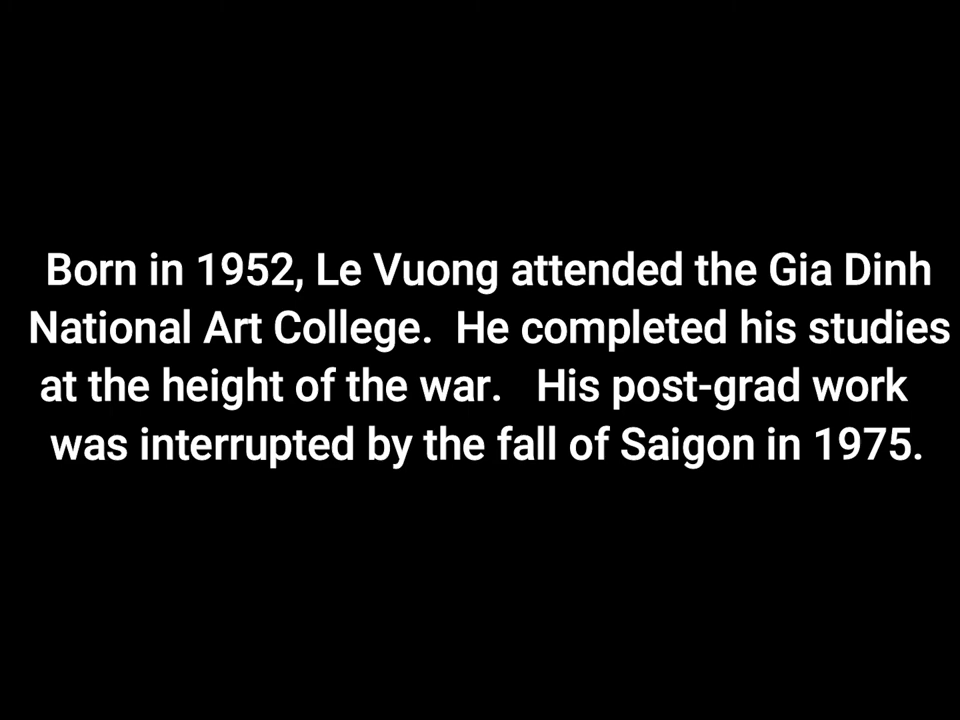 Born in 1952, Le Vuong attended the Gia Dinh
National Art College.  He completed his studies
at the height of the war.   His post-grad work
was interrupted by the fall of Saigon in 1975.